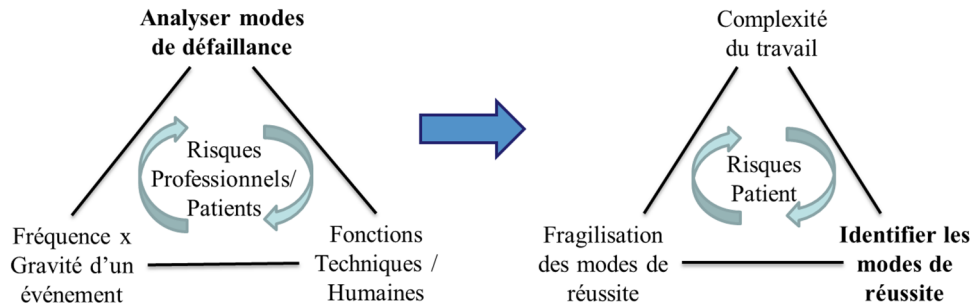 Analyser modes
de défaillance
Risques
Professionnels/
Patients
Fréquence x
Gravité d'un
événement
Fonctions
Techniques /
Humaines
Complexité
du travail
Risques
Patient
Fragilisation
des modes de
réussite
Identifier les
modes de
réussite